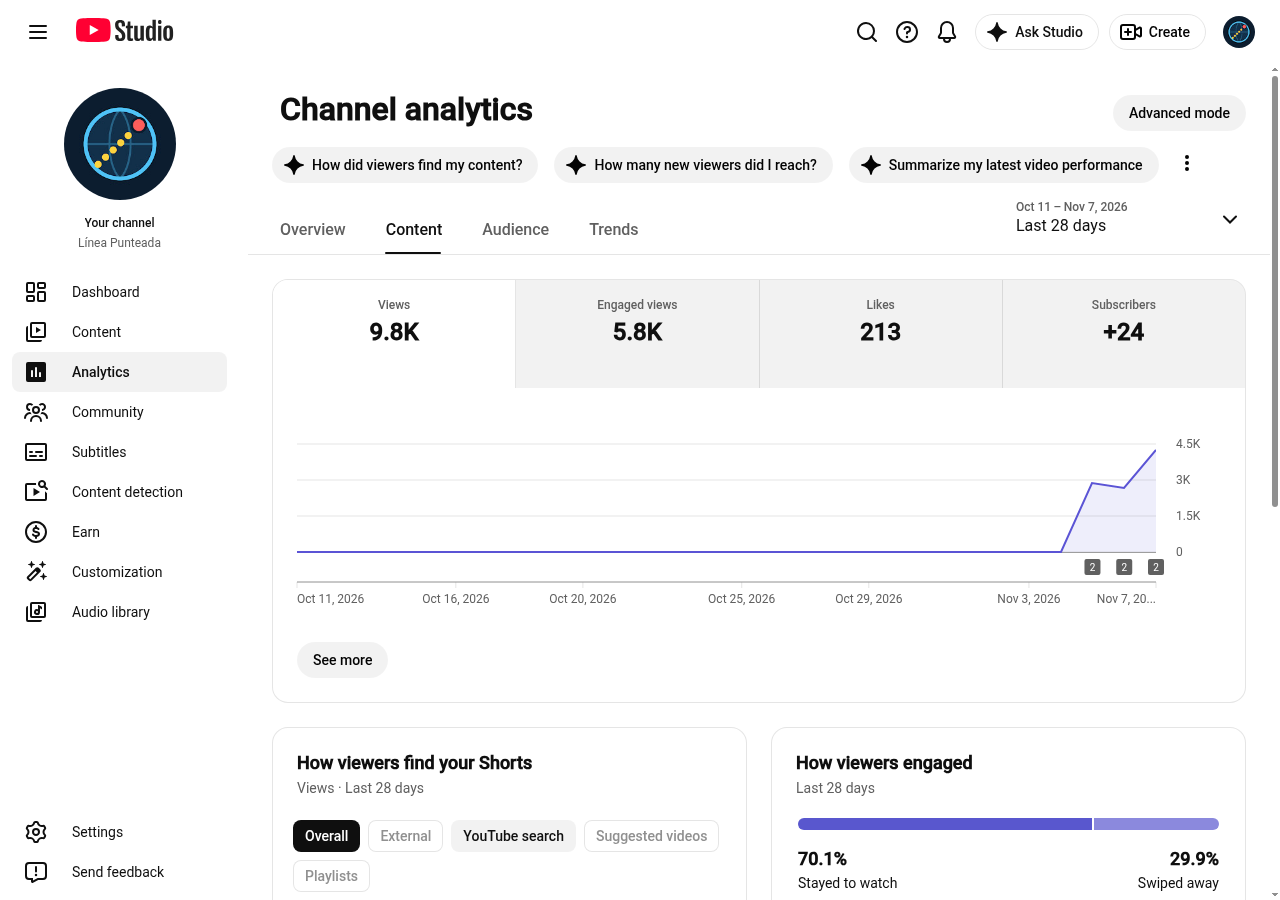 Studio
Ask Studio
Create
Your channel
Línea Punteada
Dashboard
Content
Analytics
Community
Subtitles
Content detection
Earn
Customization
Audio library
Settings
Send feedback
Channel analytics
Advanced mode
How did viewers find my content?
How many new viewers did I reach?
Summarize my latest video performance
Overview
Content
Audience
Trends
Oct 11 – Nov 7, 2026
Last 28 days
Views
9.8K
Engaged views
5.8K
Likes
213
Subscribers
+24
4.5K
3K
1.5K
0
2
2
2
Oct 11, 2026
Oct 16, 2026
Oct 20, 2026
Oct 25, 2026
Oct 29, 2026
Nov 3, 2026
Nov 7, 20...
See more
How viewers find your Shorts
Views · Last 28 days
Overall
External
YouTube search
Suggested videos
Playlists
How viewers engaged
Last 28 days
70.1%
29.9%
Stayed to watch
Swiped away